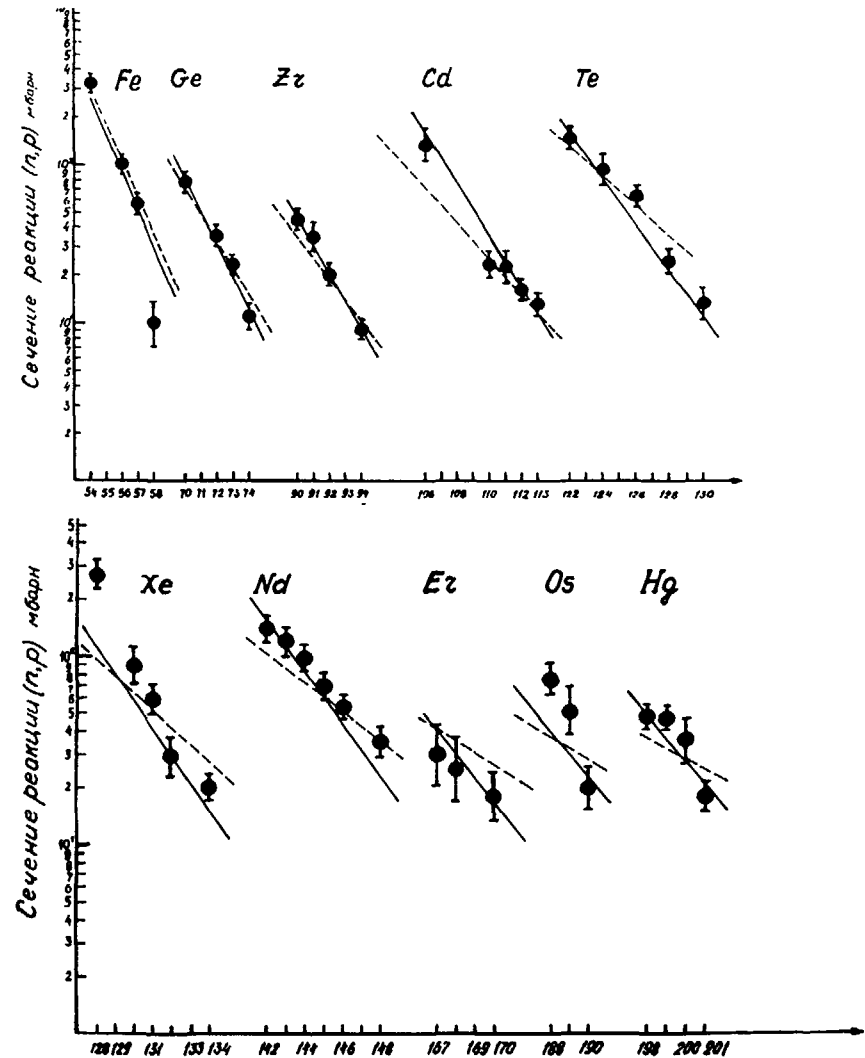 Сечение реакции (n,p) мбарн
Fe Ge Zr Cd Te
54 55 56 57 58 70 71 72 73 74 90 91 92 93 94 106 108 110 112 113 122 124 126 128 130
Сечение реакции (n,p) мбарн
Xe Nd Er Os Hg
128 129 131 133 134 142 144 146 148 167 169 170 188 190 198 200 201